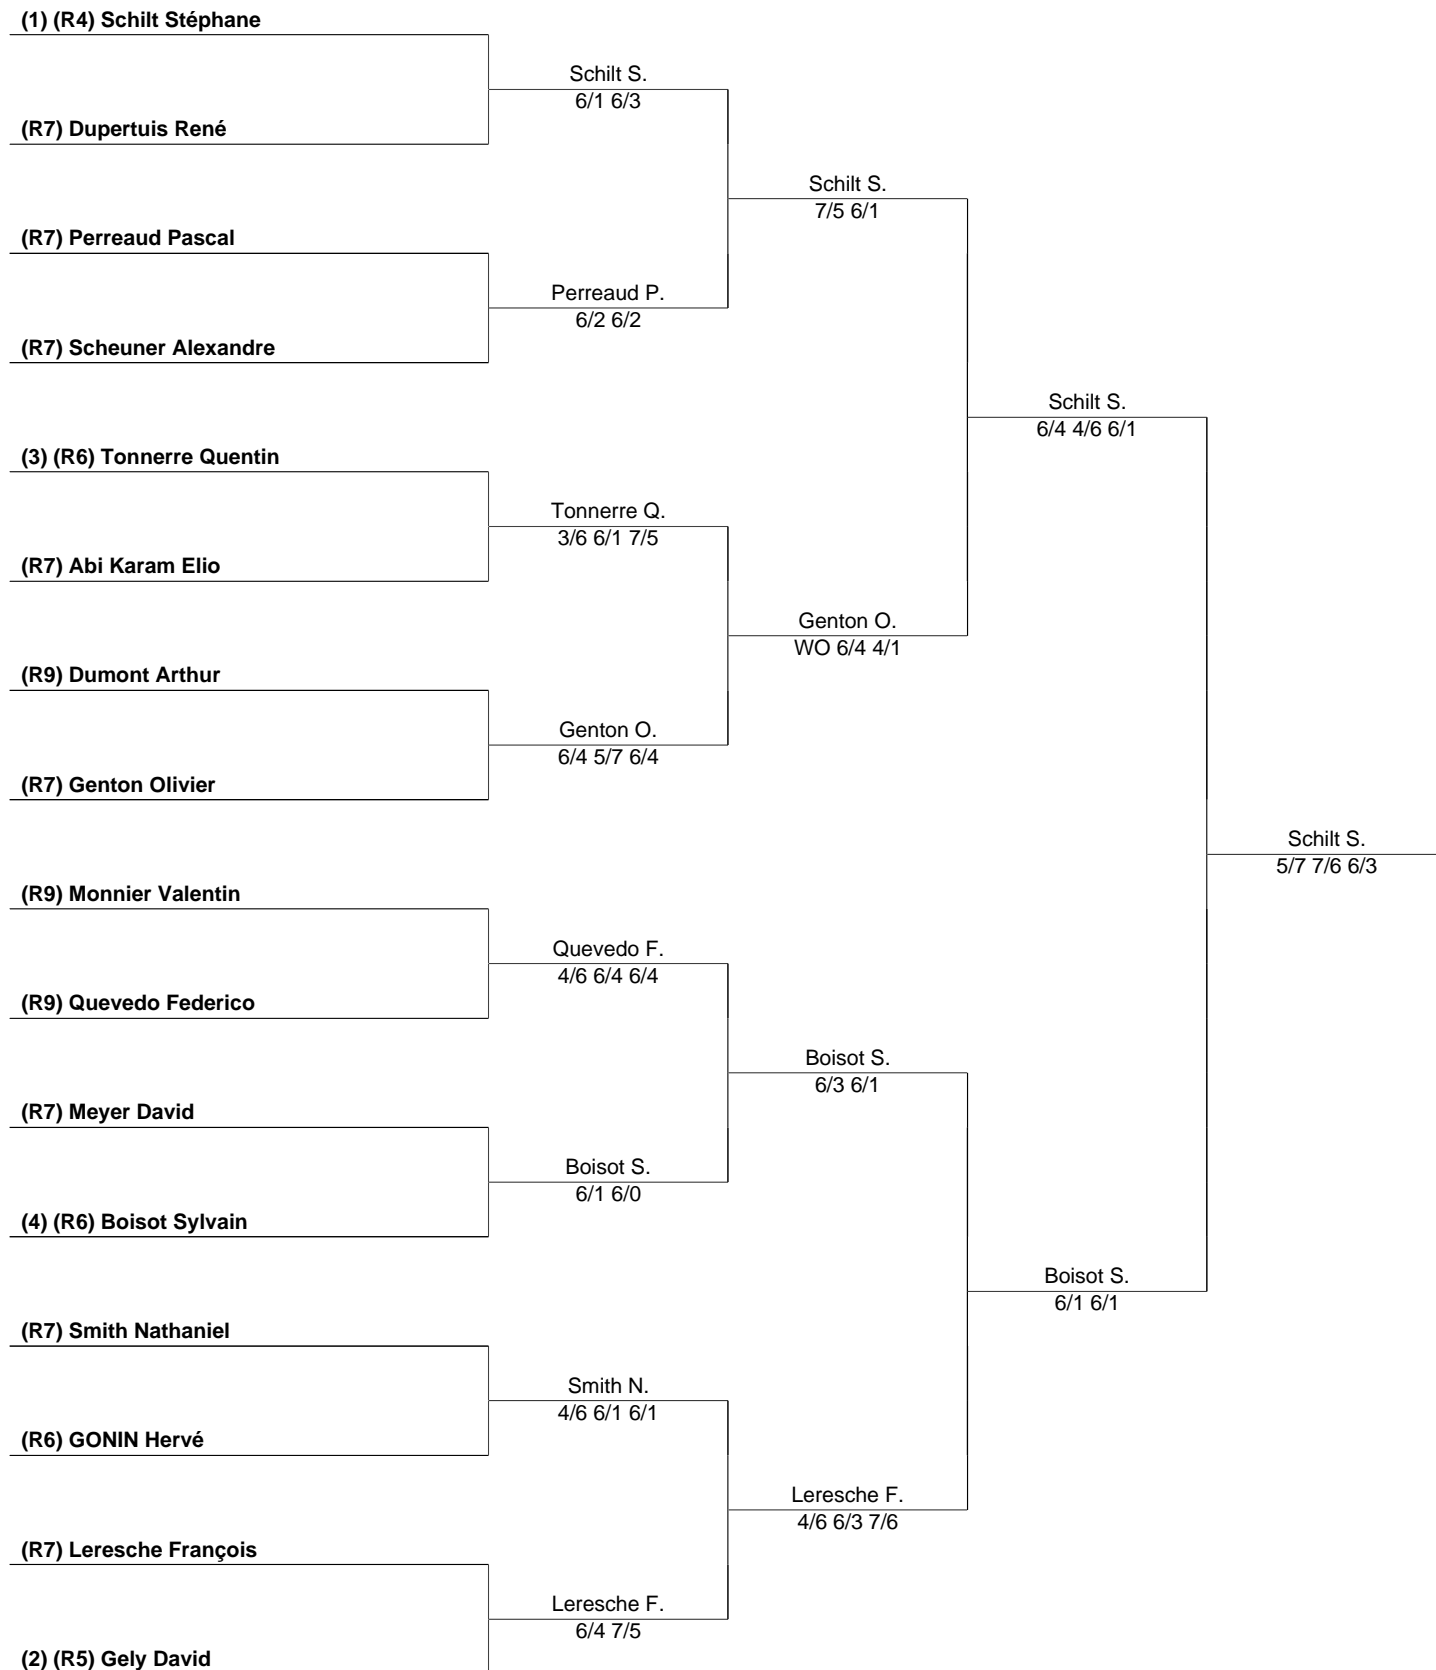 (1) (R4) Schilt Stéphane
Schilt S.
6/1 6/3
(R7) Dupertuis René
Schilt S.
7/5 6/1
(R7) Perreaud Pascal
Perreaud P.
6/2 6/2
(R7) Scheuner Alexandre
Schilt S.
6/4 4/6 6/1
(3) (R6) Tonnerre Quentin
Tonnerre Q.
3/6 6/1 7/5
(R7) Abi Karam Elio
Genton O.
WO 6/4 4/1
(R9) Dumont Arthur
Genton O.
6/4 5/7 6/4
(R7) Genton Olivier
Schilt S.
5/7 7/6 6/3
(R9) Monnier Valentin
Quevedo F.
4/6 6/4 6/4
(R9) Quevedo Federico
Boisot S.
6/3 6/1
(R7) Meyer David
Boisot S.
6/1 6/0
(4) (R6) Boisot Sylvain
Boisot S.
6/1 6/1
(R7) Smith Nathaniel
Smith N.
4/6 6/1 6/1
(R6) GONIN Hervé
Leresche F.
4/6 6/3 7/6
(R7) Leresche François
Leresche F.
6/4 7/5
(2) (R5) Gely David